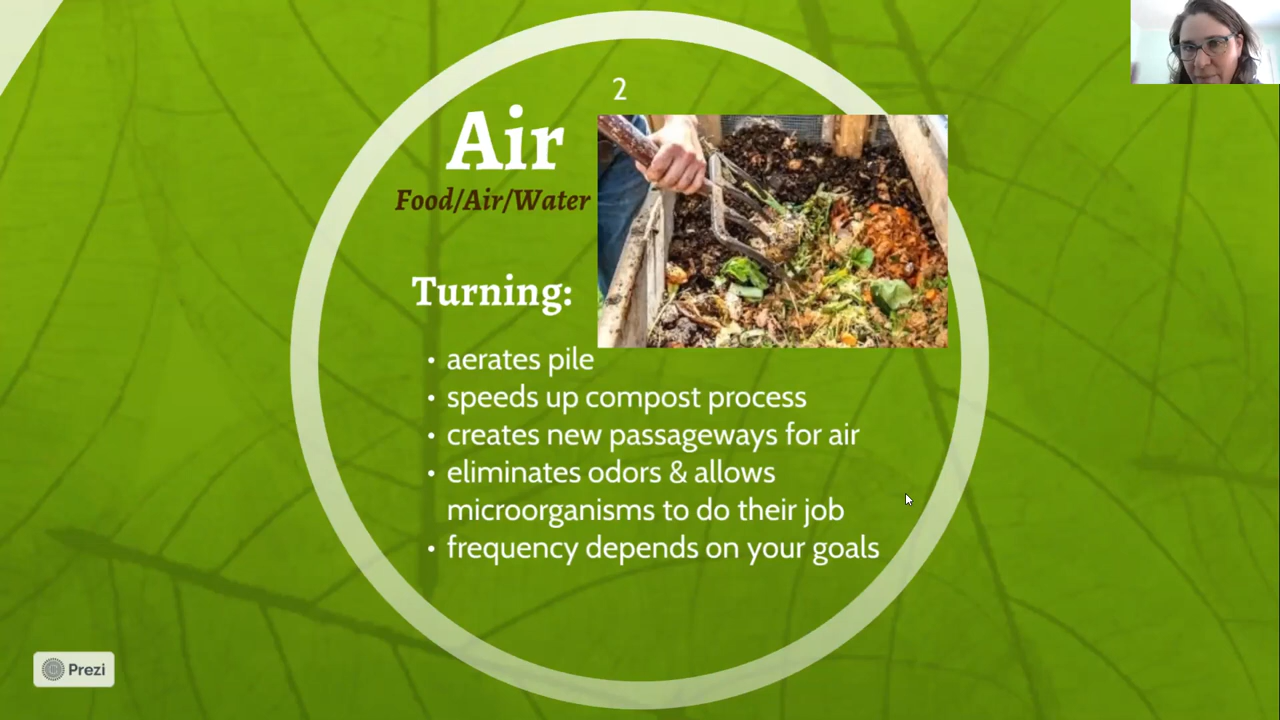 2
Air
Food/Air/Water
Turning:
• aerates pile
• speeds up compost process
• creates new passageways for air
• eliminates odors & allows
microorganisms to do their job
• frequency depends on your goals
Prezi